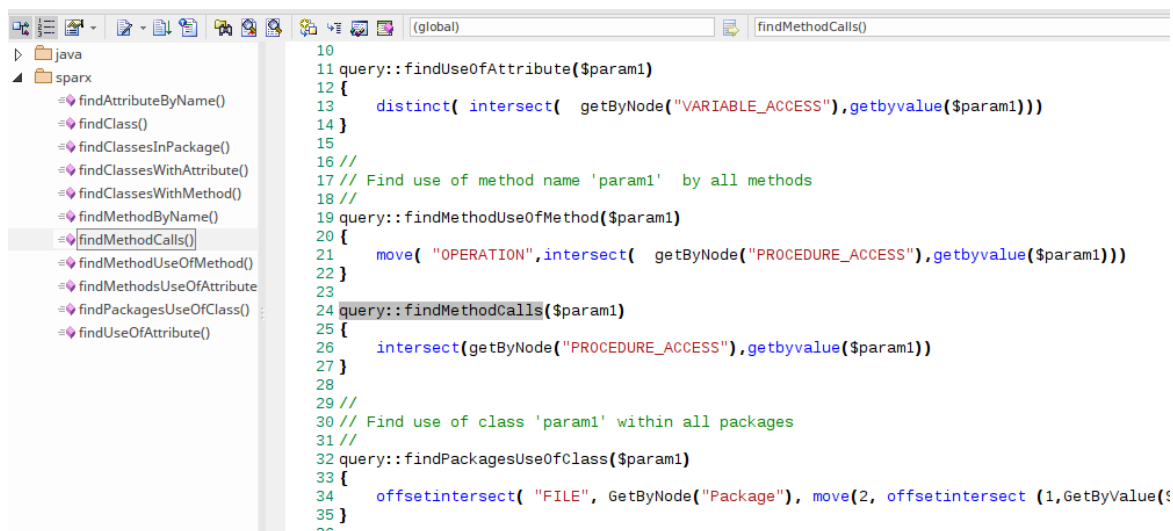 (global)
findMethodCalls()
java
sparx
findAttributeByName()
findClass()
findClassesInPackage()
findClassesWithAttribute()
findClassesWithMethod()
findMethodByName()
findMethodCalls()
findMethodUseOfMethod()
findMethodsUseOfAttribute
findPackagesUseOfClass()
findUseOfAttribute()
10
11 query::findUseOfAttribute($param1)
12 {
13     distinct( intersect(  getByNode("VARIABLE_ACCESS"),getbyvalue($param1)))
14 }
15
16 //
17 // Find use of method name 'param1'  by all methods
18 //
19 query::findMethodUseOfMethod($param1)
20 {
21     move( "OPERATION",intersect(  getByNode("PROCEDURE_ACCESS"),getbyvalue($param1)))
22 }
23
24 query::findMethodCalls($param1)
25 {
26     intersect(getByNode("PROCEDURE_ACCESS"),getbyvalue($param1))
27 }
28
29 //
30 // Find use of class 'param1' within all packages
31 //
32 query::findPackagesUseOfClass($param1)
33 {
34     offsetintersect( "FILE", GetByNode("Package"), move(2, offsetintersect (1,GetByValue($
35 }